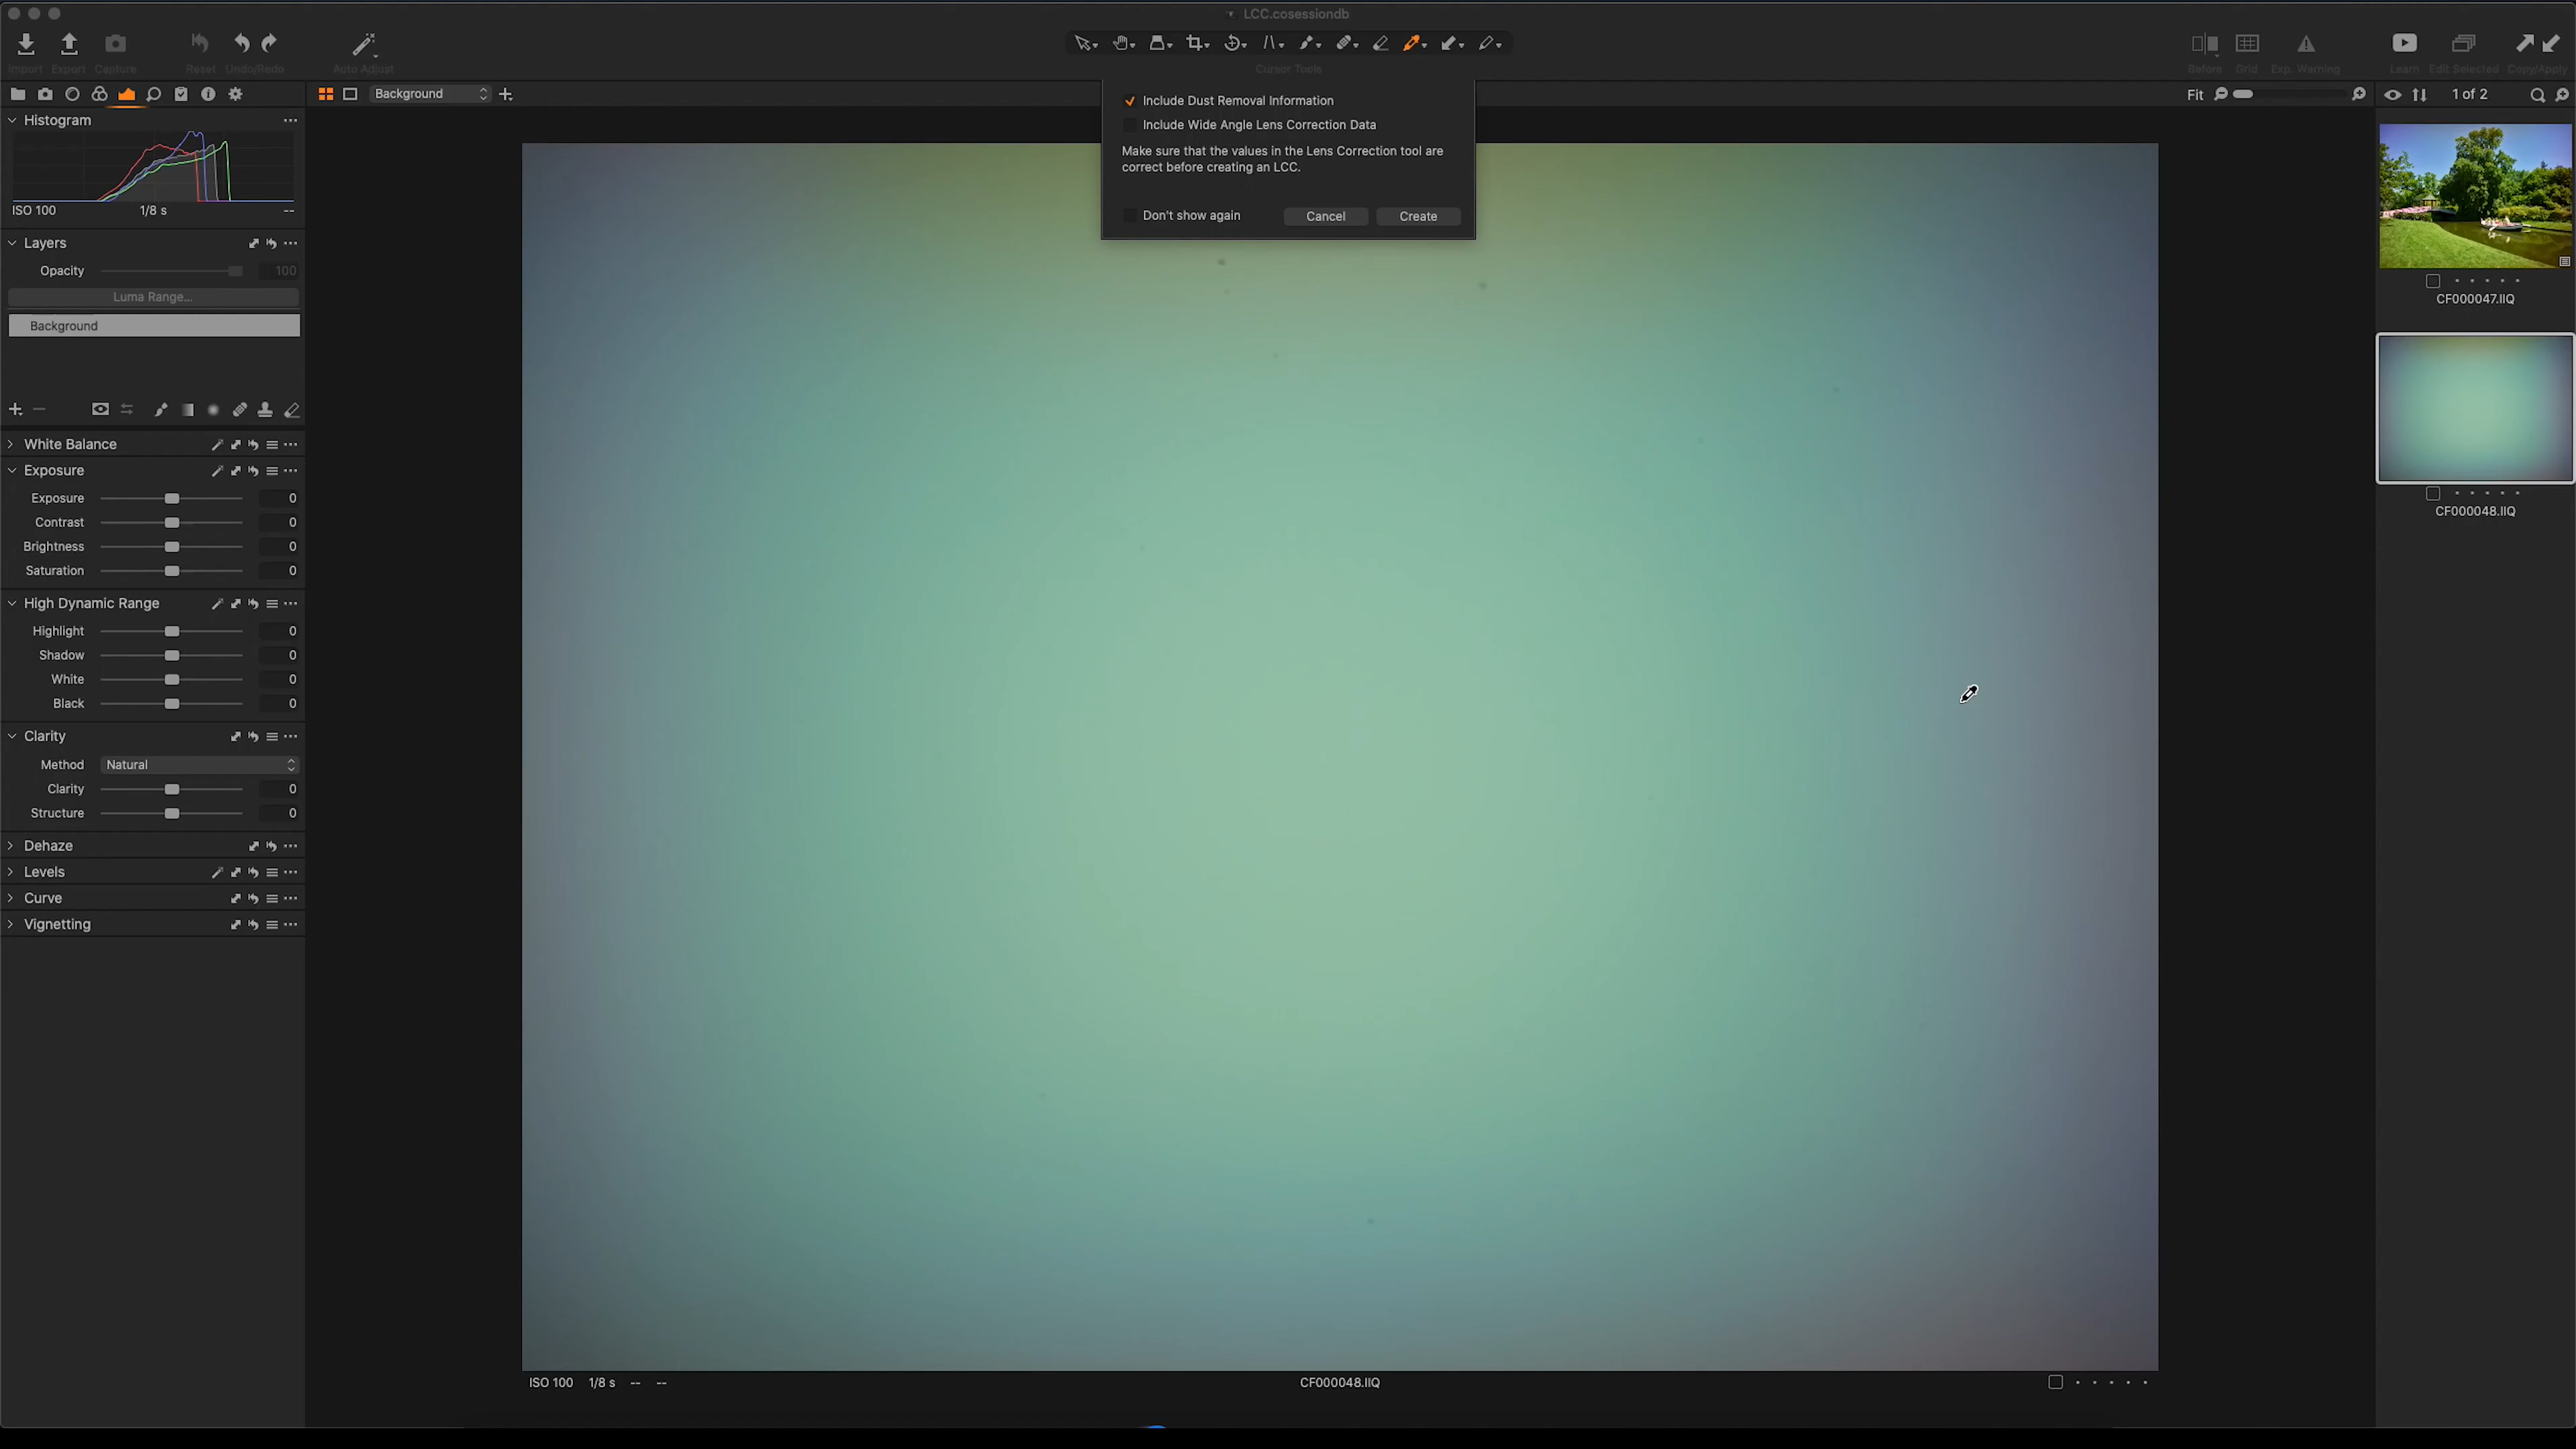 LCC.cosessiondb
Import Export Capture Reset Undo/Redo Auto Adjust Cursor Tools Before Grid Exp. Warning Learn Edit Selected Copy/Apply
Background
Fit
1 of 2
Histogram
ISO 100 1/8 s --
Layers
Opacity 100
Luma Range...
Background
White Balance
Exposure
Exposure 0
Contrast 0
Brightness 0
Saturation 0
High Dynamic Range
Highlight 0
Shadow 0
White 0
Black 0
Clarity
Method Natural
Clarity 0
Structure 0
Dehaze
Levels
Curve
Vignetting
Include Dust Removal Information
Include Wide Angle Lens Correction Data
Make sure that the values in the Lens Correction tool are
correct before creating an LCC.
Don't show again Cancel Create
ISO 100 1/8 s -- --
CF000048.IIQ
CF000047.IIQ
CF000048.IIQ